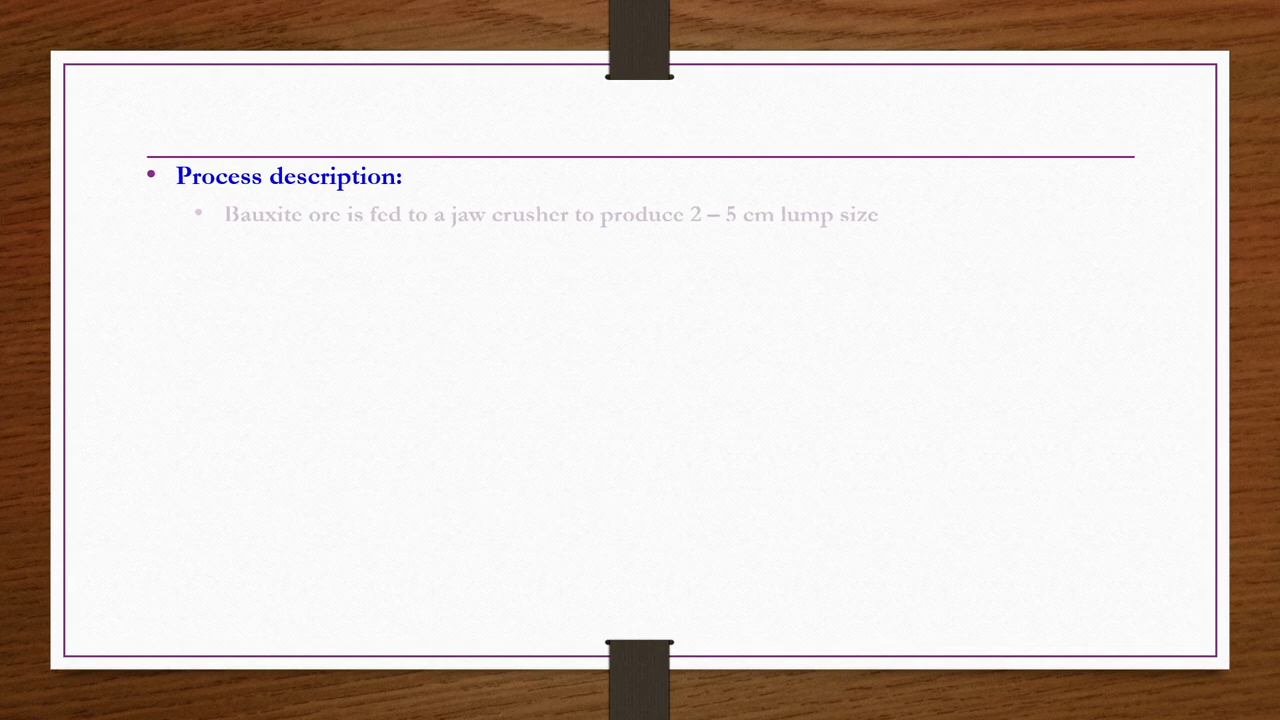 • Process description:
• Bauxite ore is fed to a jaw crusher to produce 2 – 5 cm lump size